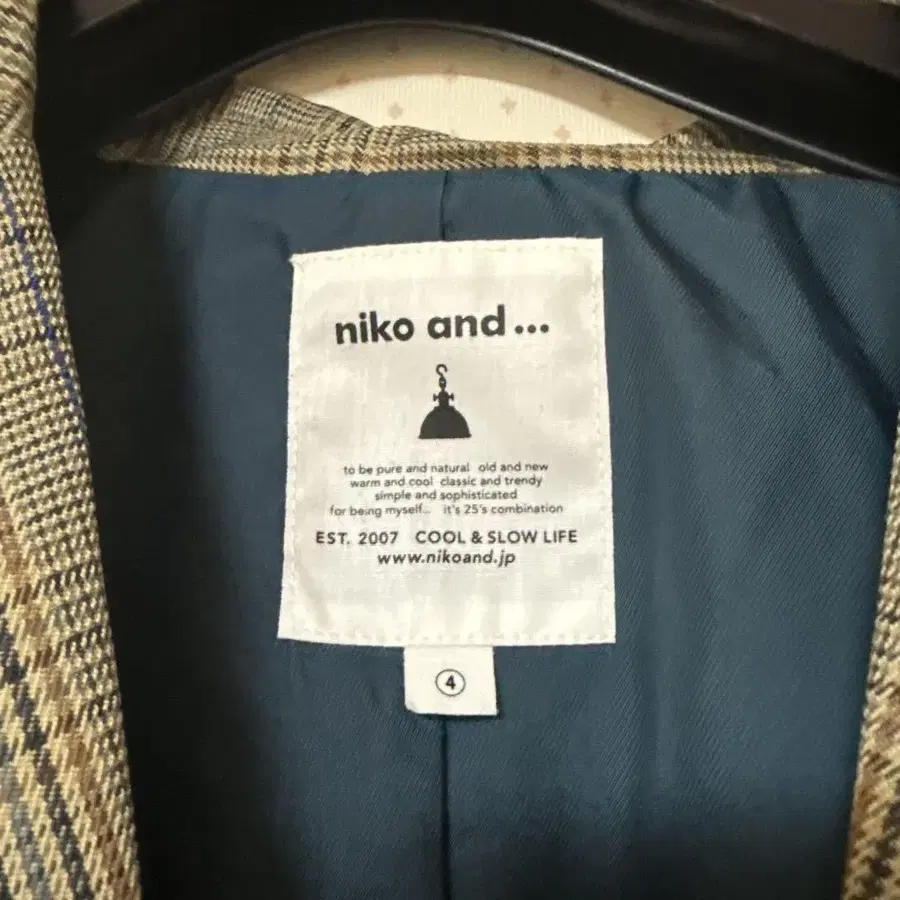 niko and...
to be pure and natural old and new
warm and cool classic and trendy
simple and sophisticated
for being myself... it's 25's combination
EST. 2007 COOL & SLOW LIFE
www.nikoand.jp
④